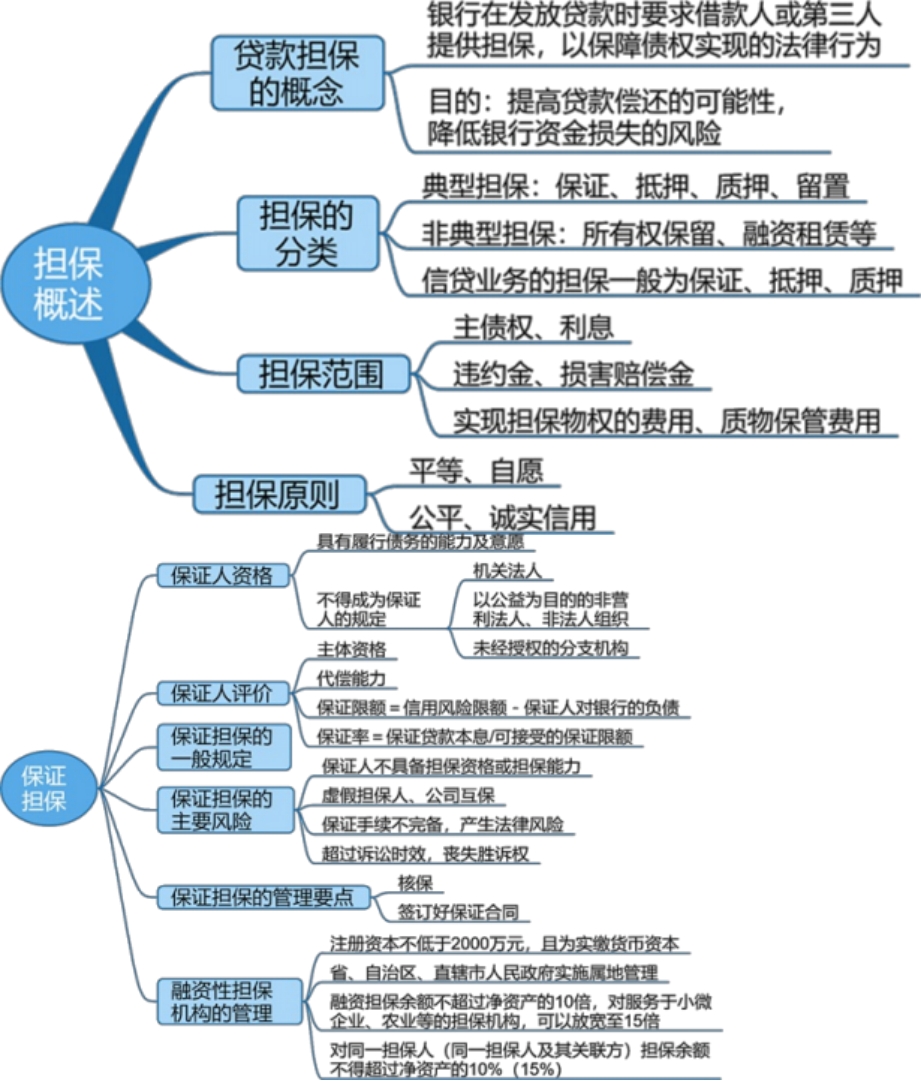 担保
概述
贷款担保
的概念
银行在发放贷款时要求借款人或第三人
提供担保，以保障债权实现的法律行为
目的：提高贷款偿还的可能性，
降低银行资金损失的风险
担保的
分类
典型担保：保证、抵押、质押、留置
非典型担保：所有权保留、融资租赁等
信贷业务的担保一般为保证、抵押、质押
担保范围
主债权、利息
违约金、损害赔偿金
实现担保物权的费用、质物保管费用
担保原则
平等、自愿
公平、诚实信用
保证
担保
保证人资格
具有履行债务的能力及意愿
不得成为保证
人的规定
机关法人
以公益为目的的非营
利法人、非法人组织
未经授权的分支机构
保证人评价
主体资格
代偿能力
保证限额＝信用风险限额－保证人对银行的负债
保证率＝保证贷款本息/可接受的保证限额
保证担保的
一般规定
保证担保的
主要风险
保证人不具备担保资格或担保能力
虚假担保人、公司互保
保证手续不完备，产生法律风险
超过诉讼时效，丧失胜诉权
保证担保的管理要点
核保
签订好保证合同
融资性担保
机构的管理
注册资本不低于2000万元，且为实缴货币资本
省、自治区、直辖市人民政府实施属地管理
融资担保余额不超过净资产的10倍，对服务于小微
企业、农业等的担保机构，可以放宽至15倍
对同一担保人（同一担保人及其关联方）担保余额
不得超过净资产的10%（15%）